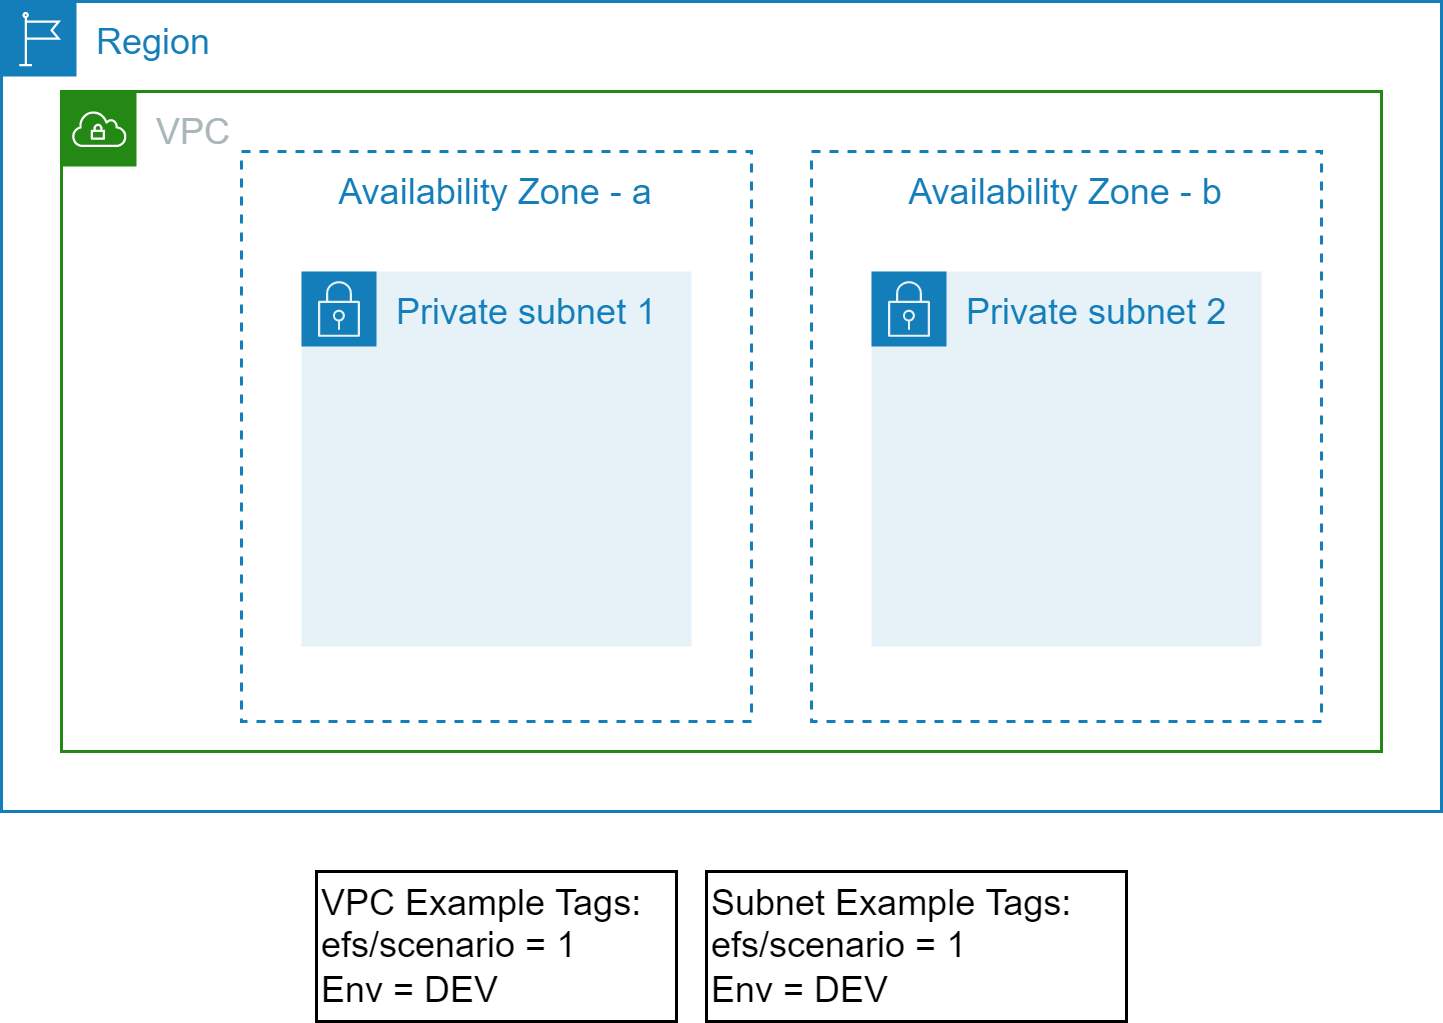 Region
VPC
Availability Zone - a
Availability Zone - b
Private subnet 1
Private subnet 2
VPC Example Tags:
efs/scenario = 1
Env = DEV
Subnet Example Tags:
efs/scenario = 1
Env = DEV